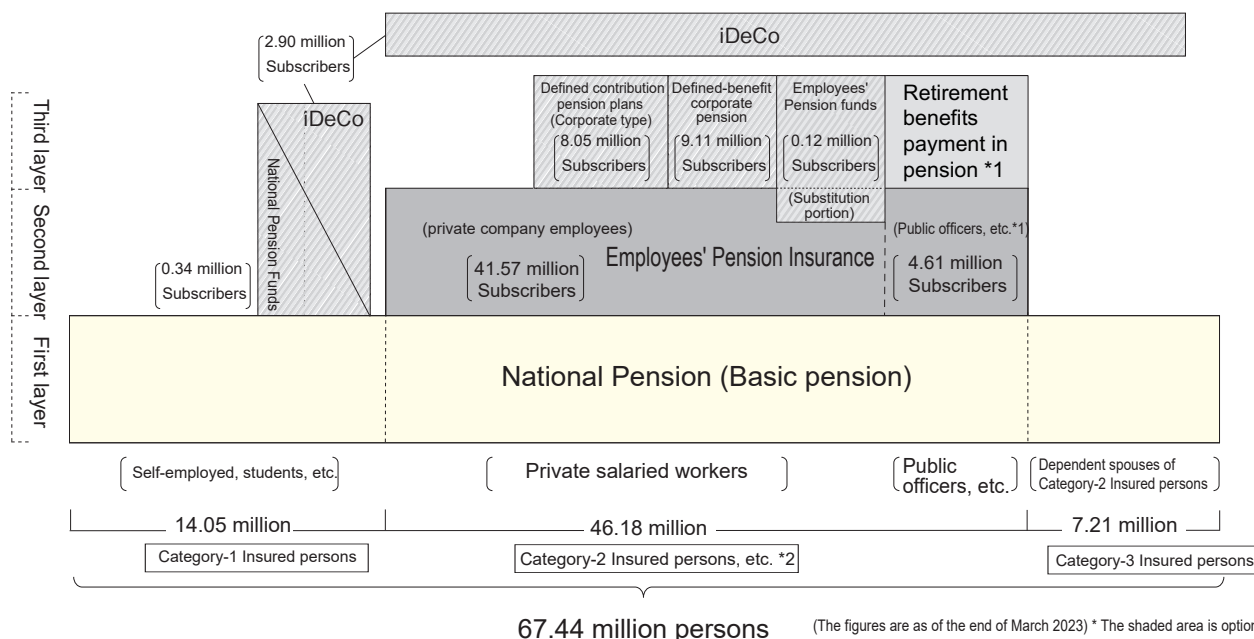 iDeCo
2.90 million
Subscribers
Third layer
Second layer
First layer
iDeCo
National Pension Funds
0.34 million
Subscribers
Defined contribution
pension plans
(Corporate type)
8.05 million
Subscribers
Defined-benefit
corporate
pension
9.11 million
Subscribers
Employees'
Pension funds
0.12 million
Subscribers
(Substitution
portion)
Retirement
benefits
payment in
pension *1
(private company employees)
Employees' Pension Insurance
41.57 million
Subscribers
(Public officers, etc.*1)
4.61 million
Subscribers
National Pension (Basic pension)
Self-employed, students, etc.
Private salaried workers
Public
officers, etc.
Dependent spouses of
Category-2 Insured persons
14.05 million
46.18 million
7.21 million
Category-1 Insured persons
Category-2 Insured persons, etc. *2
Category-3 Insured persons
67.44 million persons
(The figures are as of the end of March 2023) * The shaded area is option